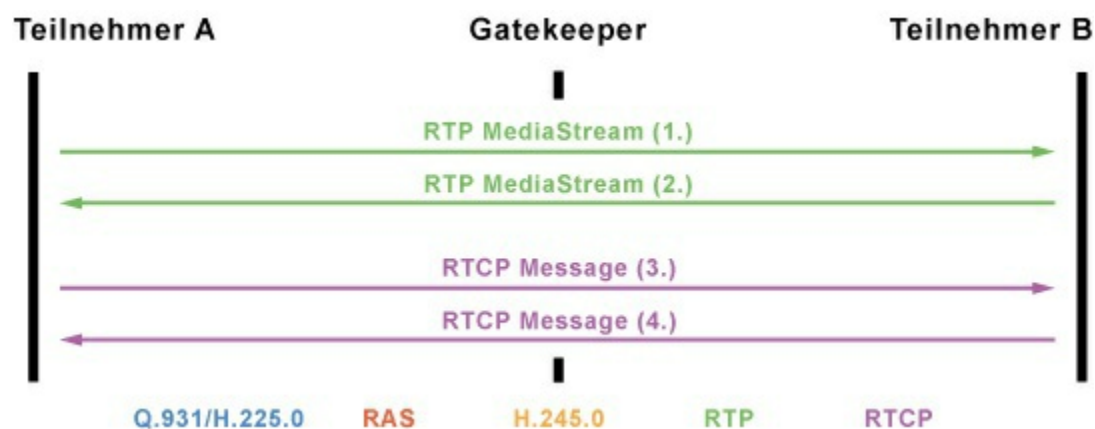 Teilnehmer A Gatekeeper Teilnehmer B
RTP MediaStream (1.)
RTP MediaStream (2.)
RTCP Message (3.)
RTCP Message (4.)
Q.931/H.225.0 RAS H.245.0 RTP RTCP